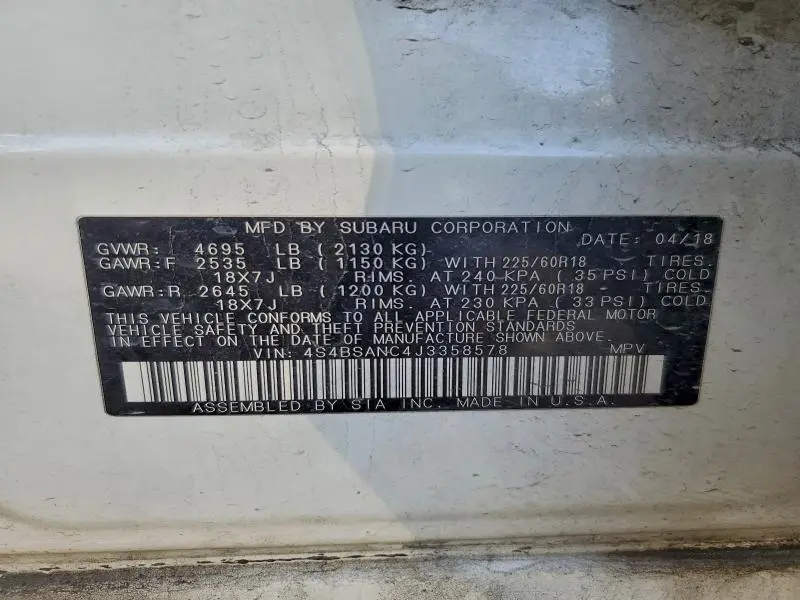 MFD BY SUBARU CORPORATION
GVWR: 4695 LB (2130 KG) DATE: 04/18
GAWR:F 2535 LB (1150 KG) WITH 225/60R18 TIRES.
18X7J RIMS. AT 240 KPA (35 PSI) COLD
GAWR:R 2645 LB (1200 KG) WITH 225/60R18 TIRES.
18X7J RIMS. AT 230 KPA (33 PSI) COLD
THIS VEHICLE CONFORMS TO ALL APPLICABLE FEDERAL MOTOR
VEHICLE SAFETY AND THEFT PREVENTION STANDARDS
IN EFFECT ON THE DATE OF MANUFACTURE SHOWN ABOVE.
VIN: 4S4BSANC4J3358578 MPV
ASSEMBLED BY SIA INC. MADE IN U.S.A.